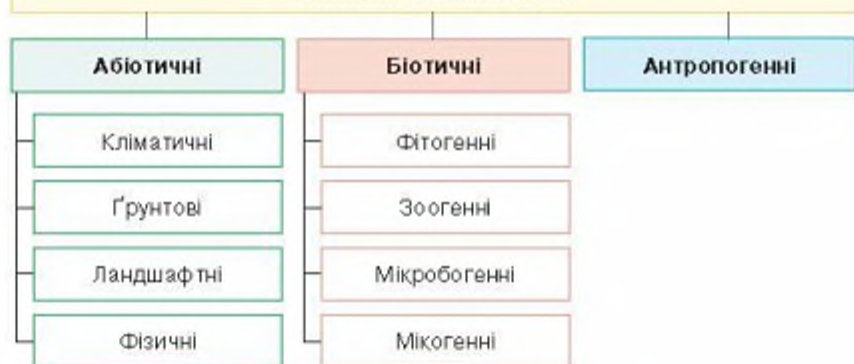 Абіотичні
Біотичні
Антропогенні
Кліматичні
Фітогенні
Ґрунтові
Зоогенні
Ландшафтні
Мікробогенні
Фізичні
Мікогенні